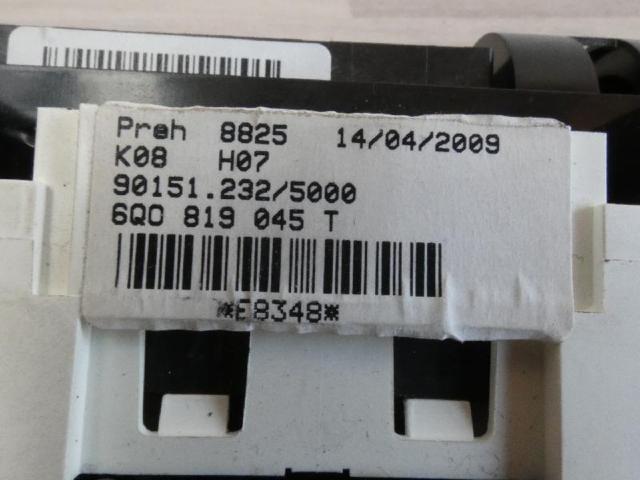 Preh 8825 14/04/2009
K08 H07
90151.232/5000
6Q0 819 045 T
*E8348*